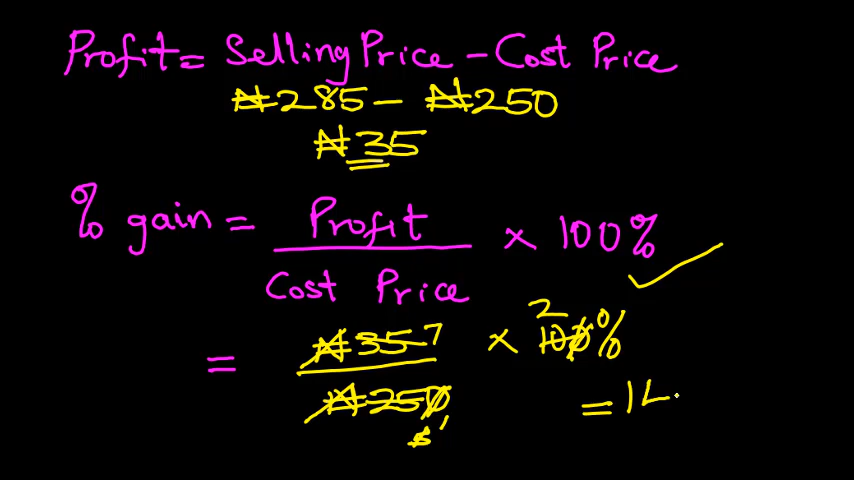 Profit = Selling Price - Cost Price
₦285 - ₦250
₦35
% gain = Profit/Cost Price × 100%
= ₦35 7/₦250 1 × 2 100%
= 14